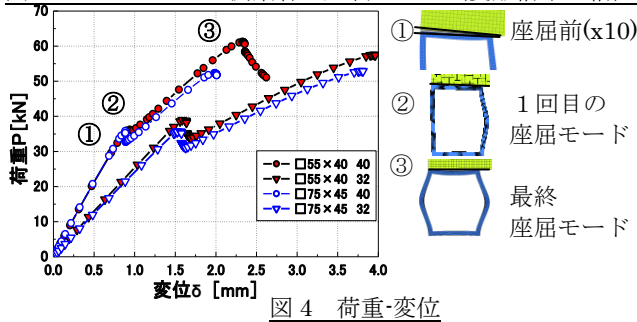 荷重P[kN]
70
60
50
40
30
20
10
0
0.0 0.5 1.0 1.5 2.0 2.5 3.0 3.5 4.0
変位δ [mm]
①
②
③
□55×40 40
□55×40 32
□75×45 40
□75×45 32
① 座屈前(x10)
② 1回目の
座屈モード
③ 最終
座屈モード
図4 荷重-変位